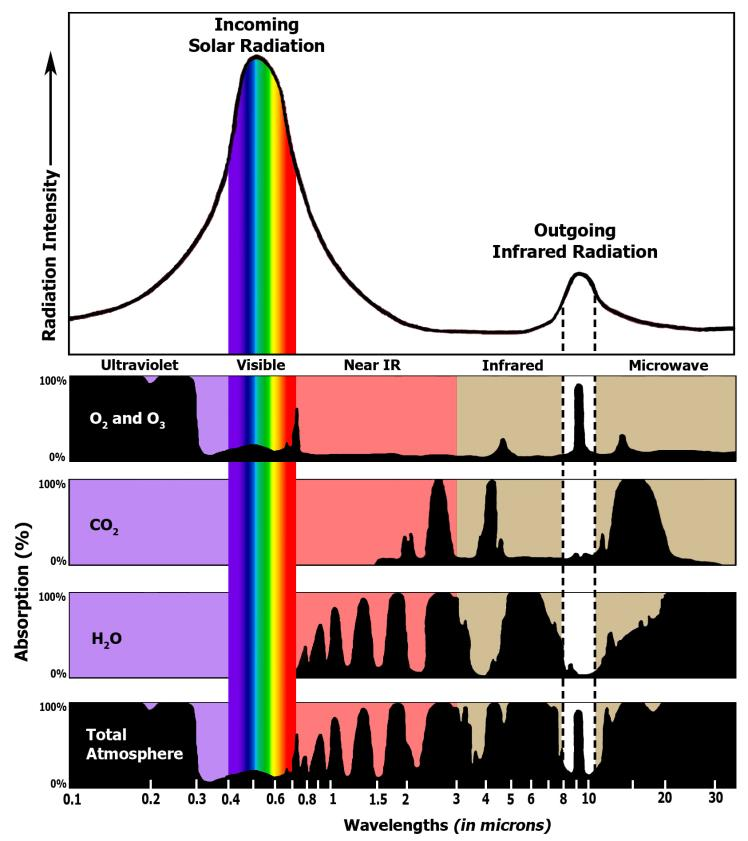 Incoming
Solar Radiation
Radiation Intensity
Outgoing
Infrared Radiation
Ultraviolet Visible Near IR Infrared Microwave
100%
O₂ and O₃
0%
100%
CO₂
0%
Absorption (%)
100%
H₂O
0%
100%
Total
Atmosphere
0%
0.1 0.2 0.3 0.4 0.6 0.8 1 1.5 2 3 4 5 6 8 10 20 30
Wavelengths (in microns)